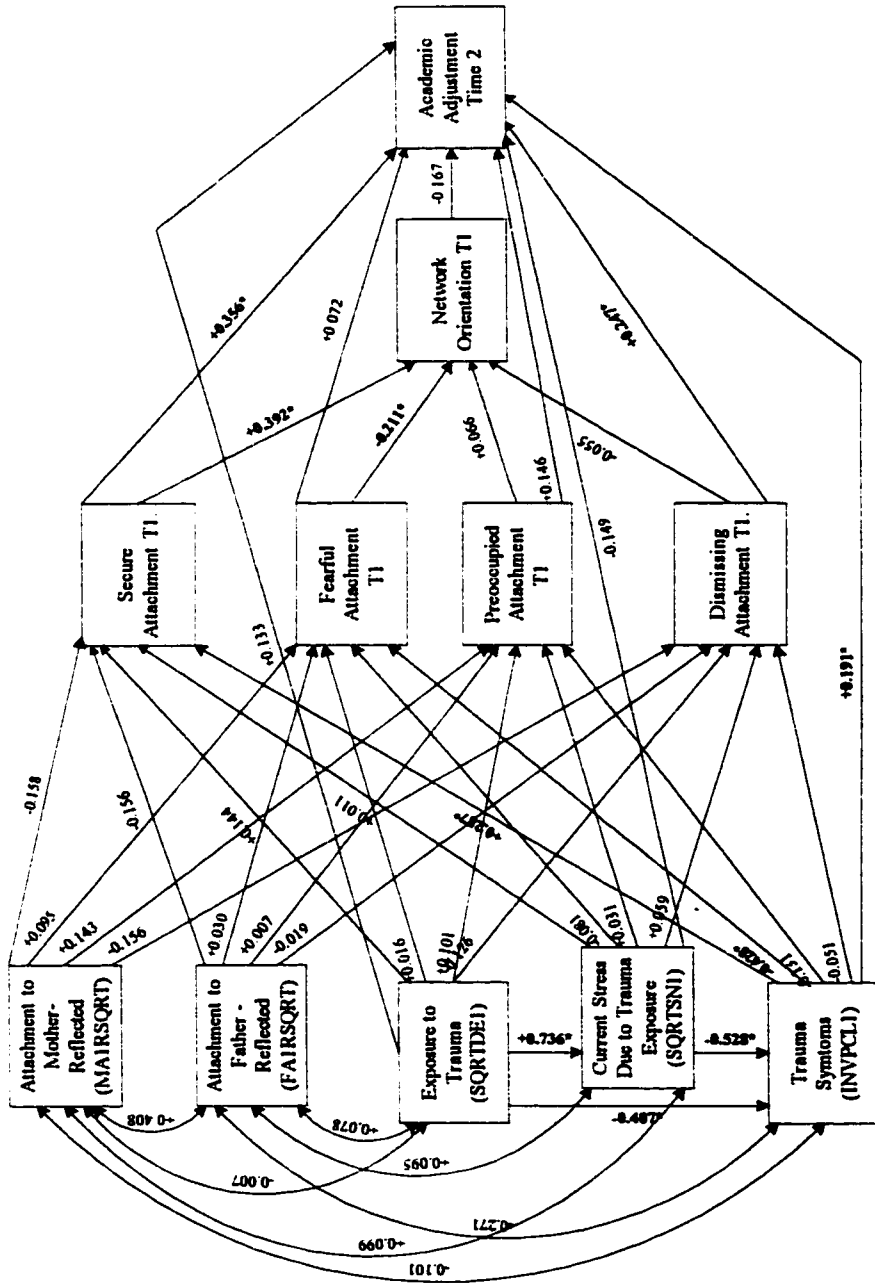 Attachment to
Mother-
Reflected
(MA1RSQRT)
Attachment to
Father -
Reflected
(FA1RSQRT)
Exposure to
Trauma
(SQRTDE1)
Current Stress
Due to Trauma
Exposure
(SQRTSN1)
Trauma
Symtoms
(INVPCL1)
Secure
Attachment T1.
Fearful
Attachment
T1
Preoccupied
Attachment
T1
Dismissing
Attachment T1.
Network
Orientation T1
Academic
Adjustment
Time 2
-0.158
+0.095
+0.143
-0.156
-0.156
+0.030
+0.007
-0.019
+0.144
+0.011
+0.287*
+0.133
+0.016
+0.101
-0.081
+0.031
+0.059
-0.051
+0.736*
-0.528*
+0.408
+0.078
-0.007
+0.095
-0.271
+0.099
-0.101
+0.356*
+0.072
+0.392*
-0.211*
+0.066
-0.055
+0.146
-0.149
-0.167
+0.247*
+0.191*